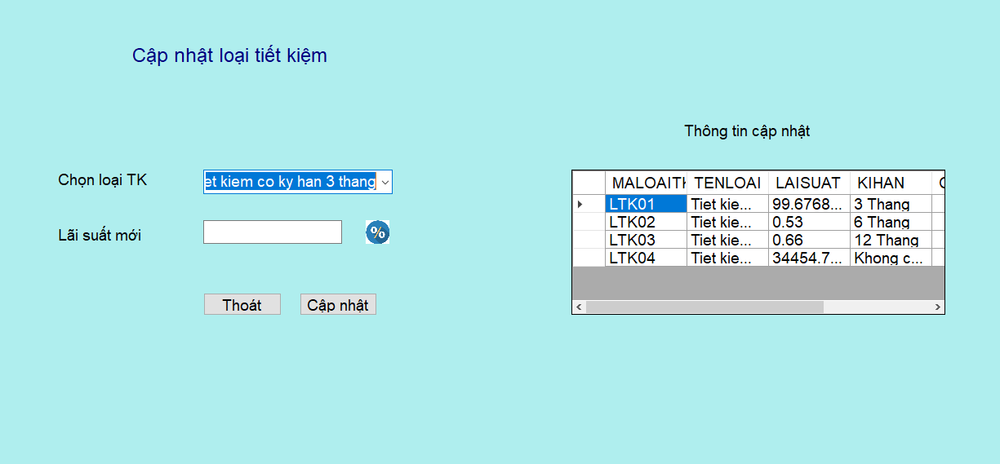 Cập nhật loại tiết kiệm
Thông tin cập nhật
Chọn loại TK
et kiem co ky han 3 thang
Lãi suất mới
%
Thoát Cập nhật
MALOAITK TENLOAI LAISUAT KIHAN
LTK01 Tiet kie... 99.6768... 3 Thang
LTK02 Tiet kie... 0.53 6 Thang
LTK03 Tiet kie... 0.66 12 Thang
LTK04 Tiet kie... 34454.7... Khong c...